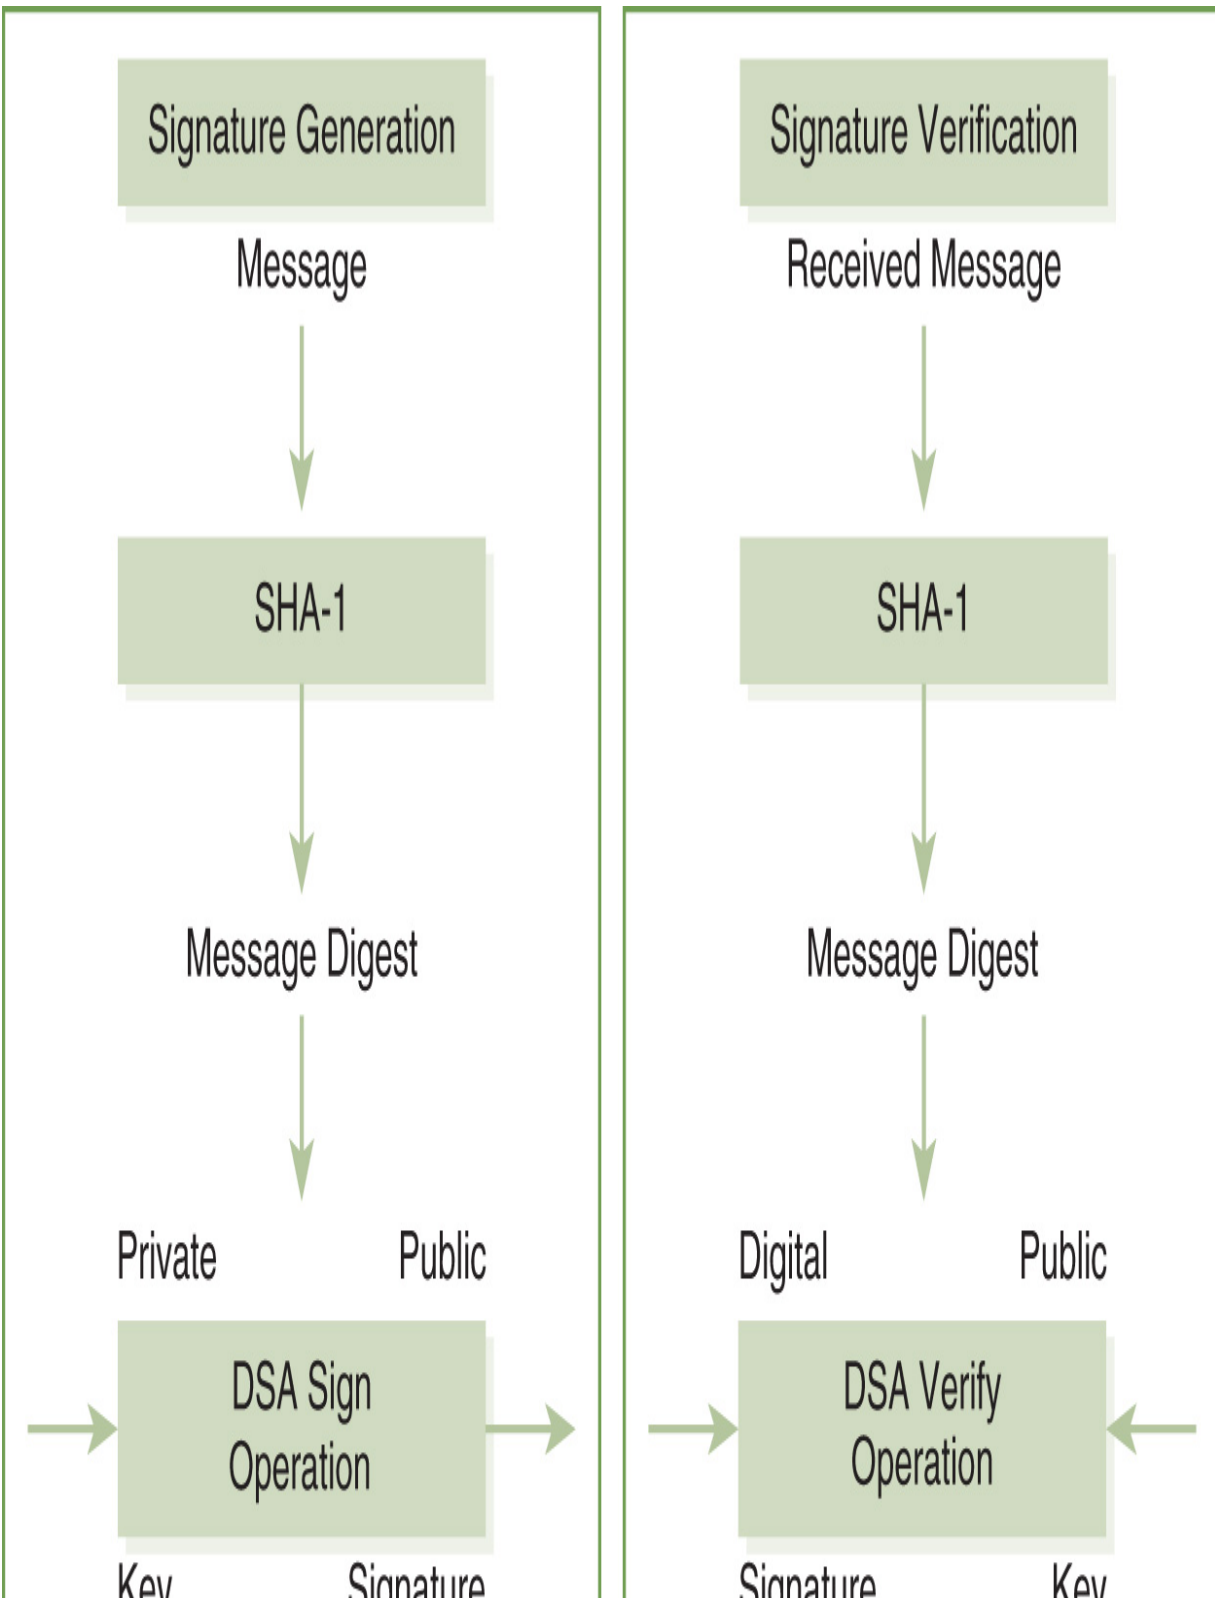 Signature Generation
Message
SHA-1
Message Digest
Private Public
DSA Sign
Operation
Key Signature
Signature Verification
Received Message
SHA-1
Message Digest
Digital Public
DSA Verify
Operation
Signature Key